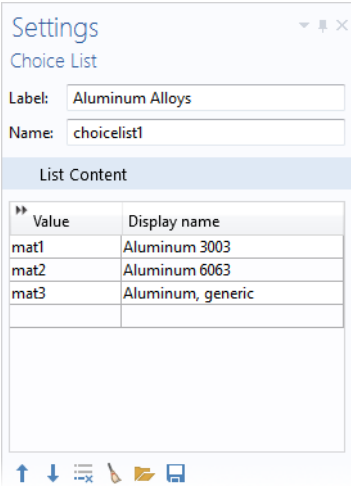 Settings
Choice List
Label: Aluminum Alloys
Name: choicelist1
List Content
Value Display name
mat1 Aluminum 3003
mat2 Aluminum 6063
mat3 Aluminum, generic